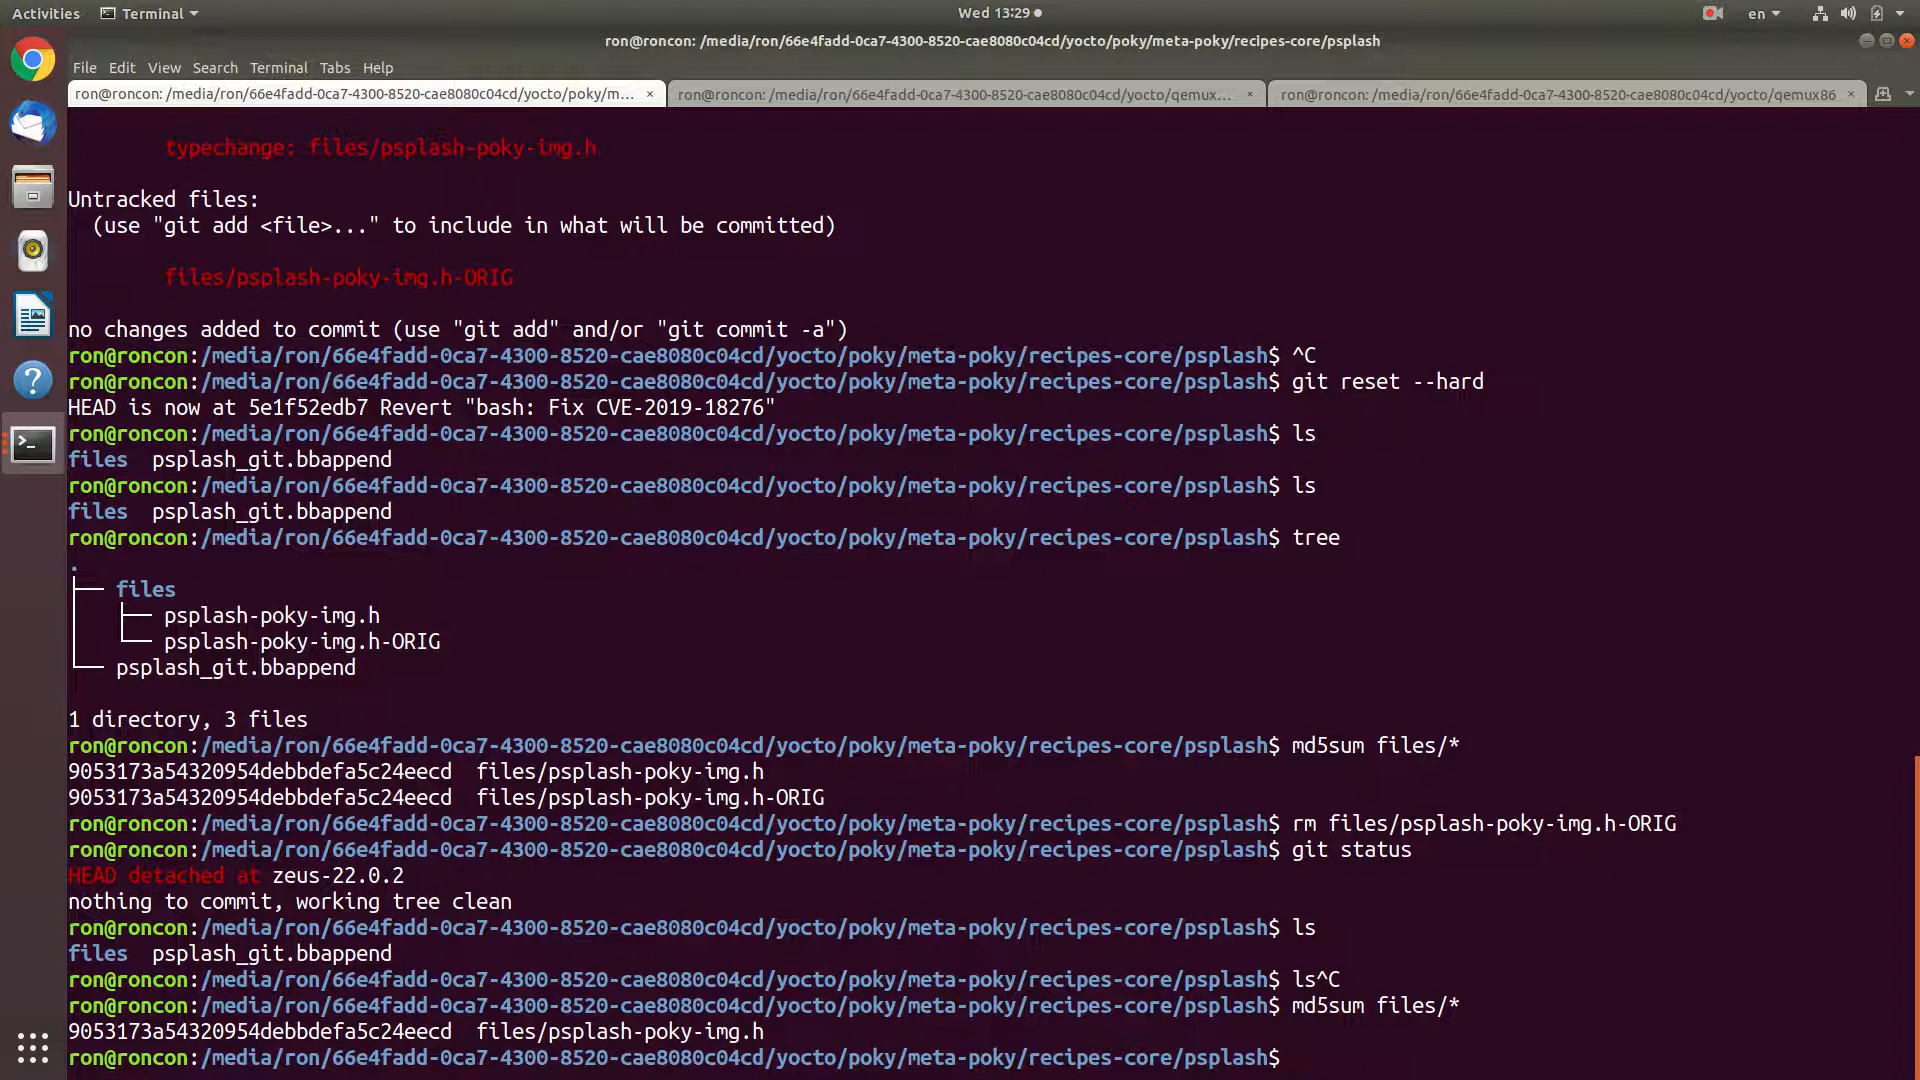 Activities Terminal Wed 13:29 en
ron@roncon: /media/ron/66e4fadd-0ca7-4300-8520-cae8080c04cd/yocto/poky/meta-poky/recipes-core/psplash
File Edit View Search Terminal Tabs Help
ron@roncon: /media/ron/66e4fadd-0ca7-4300-8520-cae8080c04cd/yocto/poky/m... × ron@roncon: /media/ron/66e4fadd-0ca7-4300-8520-cae8080c04cd/yocto/qemux... × ron@roncon: /media/ron/66e4fadd-0ca7-4300-8520-cae8080c04cd/yocto/qemux86 ×
typechange: files/psplash-poky-img.h
Untracked files:
(use "git add <file>..." to include in what will be committed)
files/psplash-poky-img.h-ORIG
no changes added to commit (use "git add" and/or "git commit -a")
ron@roncon:/media/ron/66e4fadd-0ca7-4300-8520-cae8080c04cd/yocto/poky/meta-poky/recipes-core/psplash$ ^C
ron@roncon:/media/ron/66e4fadd-0ca7-4300-8520-cae8080c04cd/yocto/poky/meta-poky/recipes-core/psplash$ git reset --hard
HEAD is now at 5e1f52edb7 Revert "bash: Fix CVE-2019-18276"
ron@roncon:/media/ron/66e4fadd-0ca7-4300-8520-cae8080c04cd/yocto/poky/meta-poky/recipes-core/psplash$ ls
files psplash_git.bbappend
ron@roncon:/media/ron/66e4fadd-0ca7-4300-8520-cae8080c04cd/yocto/poky/meta-poky/recipes-core/psplash$ ls
files psplash_git.bbappend
ron@roncon:/media/ron/66e4fadd-0ca7-4300-8520-cae8080c04cd/yocto/poky/meta-poky/recipes-core/psplash$ tree
.
├── files
│   ├── psplash-poky-img.h
│   └── psplash-poky-img.h-ORIG
└── psplash_git.bbappend
1 directory, 3 files
ron@roncon:/media/ron/66e4fadd-0ca7-4300-8520-cae8080c04cd/yocto/poky/meta-poky/recipes-core/psplash$ md5sum files/*
9053173a54320954debbdefa5c24eecd files/psplash-poky-img.h
9053173a54320954debbdefa5c24eecd files/psplash-poky-img.h-ORIG
ron@roncon:/media/ron/66e4fadd-0ca7-4300-8520-cae8080c04cd/yocto/poky/meta-poky/recipes-core/psplash$ rm files/psplash-poky-img.h-ORIG
ron@roncon:/media/ron/66e4fadd-0ca7-4300-8520-cae8080c04cd/yocto/poky/meta-poky/recipes-core/psplash$ git status
HEAD detached at zeus-22.0.2
nothing to commit, working tree clean
ron@roncon:/media/ron/66e4fadd-0ca7-4300-8520-cae8080c04cd/yocto/poky/meta-poky/recipes-core/psplash$ ls
files psplash_git.bbappend
ron@roncon:/media/ron/66e4fadd-0ca7-4300-8520-cae8080c04cd/yocto/poky/meta-poky/recipes-core/psplash$ ls^C
ron@roncon:/media/ron/66e4fadd-0ca7-4300-8520-cae8080c04cd/yocto/poky/meta-poky/recipes-core/psplash$ md5sum files/*
9053173a54320954debbdefa5c24eecd files/psplash-poky-img.h
ron@roncon:/media/ron/66e4fadd-0ca7-4300-8520-cae8080c04cd/yocto/poky/meta-poky/recipes-core/psplash$